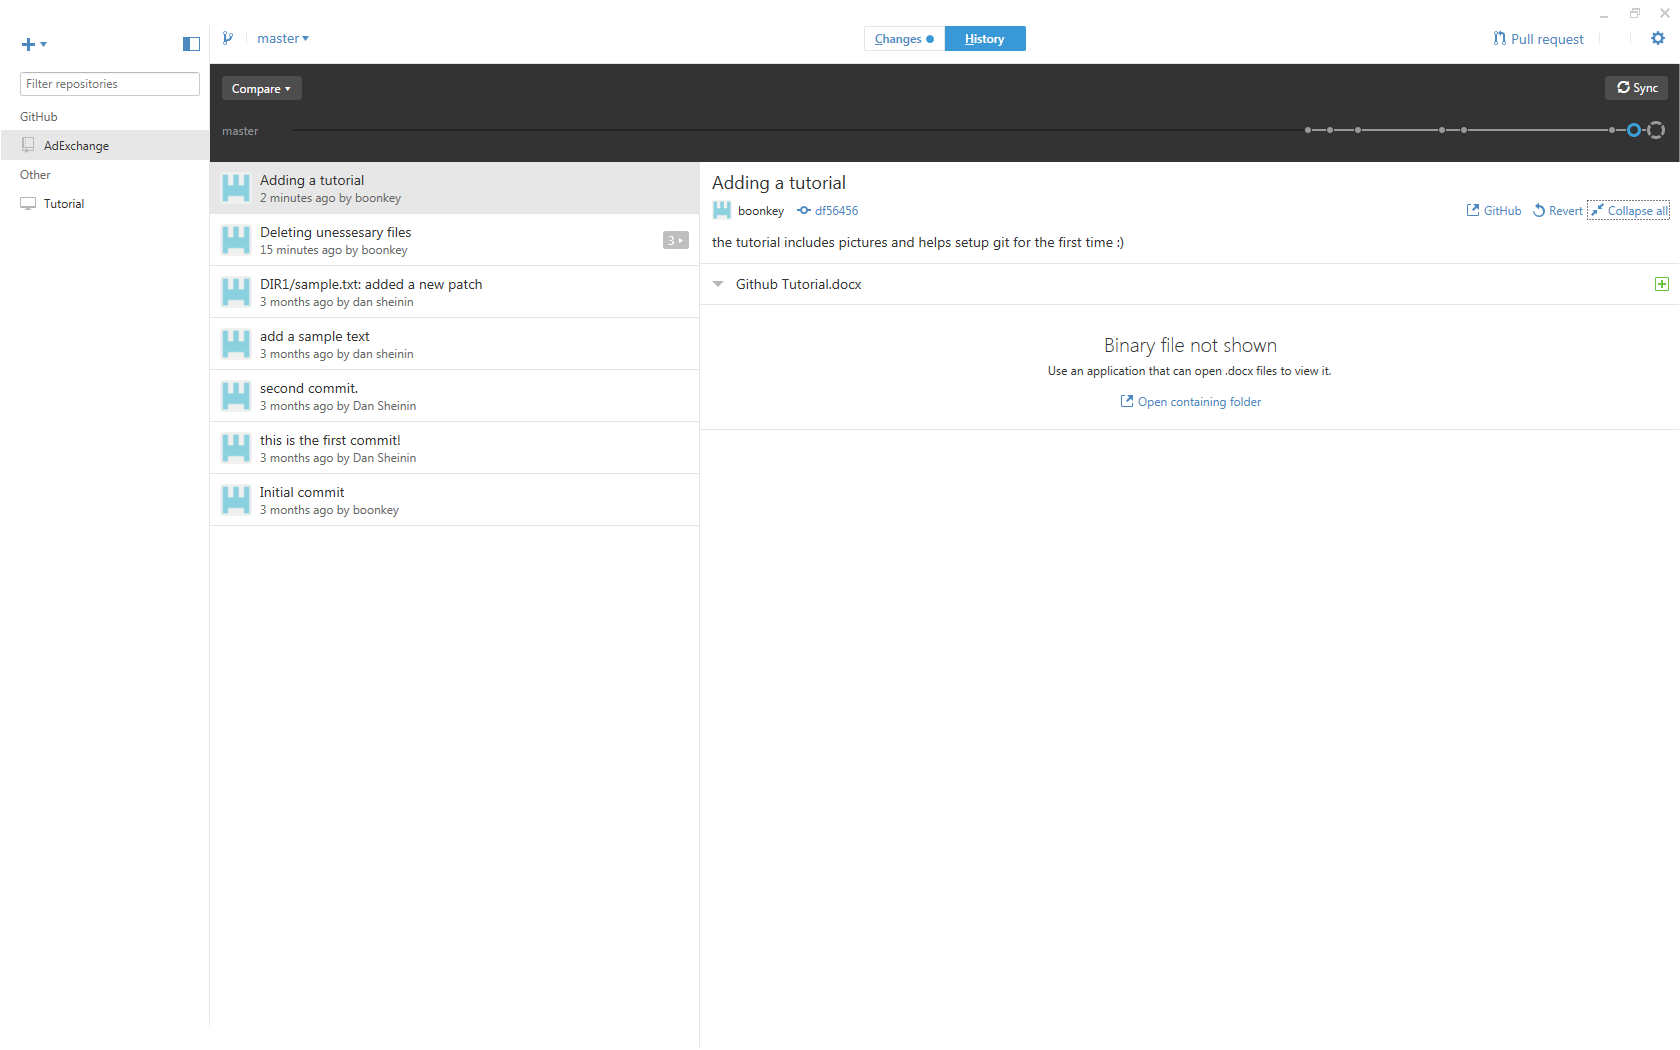 master
Changes
History
Pull request
Filter repositories
GitHub
AdExchange
Other
Tutorial
Compare
Sync
master
Adding a tutorial
2 minutes ago by boonkey
Deleting unessesary files
15 minutes ago by boonkey
3
DIR1/sample.txt: added a new patch
3 months ago by dan sheinin
add a sample text
3 months ago by dan sheinin
second commit.
3 months ago by Dan Sheinin
this is the first commit!
3 months ago by Dan Sheinin
Initial commit
3 months ago by boonkey
Adding a tutorial
boonkey df56456
GitHub Revert Collapse all
the tutorial includes pictures and helps setup git for the first time :)
Github Tutorial.docx
Binary file not shown
Use an application that can open .docx files to view it.
Open containing folder